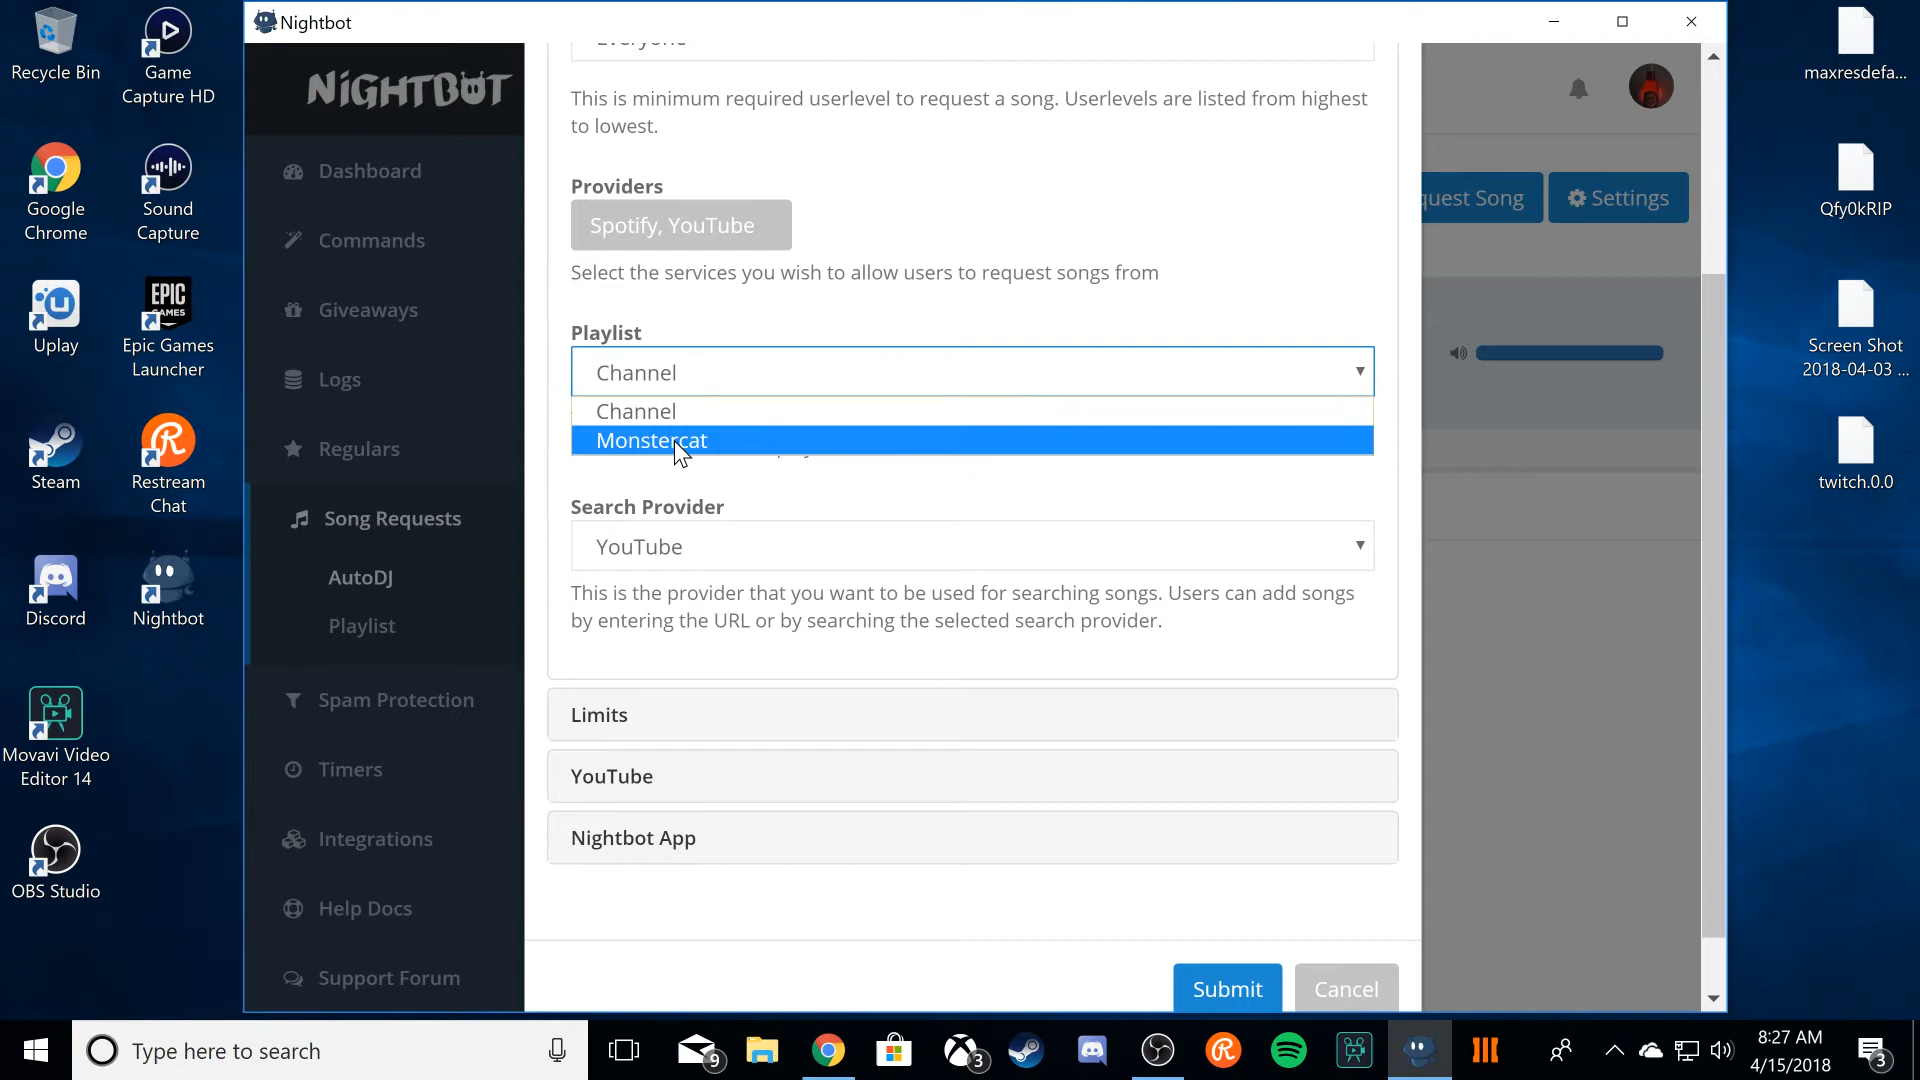 Nightbot
Recycle Bin
Game
Capture HD
Google
Chrome
Sound
Capture
Uplay
EPIC
GAMES
Epic Games
Launcher
Steam
Restream
Chat
Discord
Nightbot
Movavi Video
Editor 14
OBS Studio
NiGHTBOT
Dashboard
Commands
Giveaways
Logs
Regulars
Song Requests
AutoDJ
Playlist
Spam Protection
Timers
Integrations
Help Docs
Support Forum
Everyone
This is minimum required userlevel to request a song. Userlevels are listed from highest
to lowest.
Providers
Spotify, YouTube
Select the services you wish to allow users to request songs from
Playlist
Channel
Channel
Monstercat
Search Provider
YouTube
This is the provider that you want to be used for searching songs. Users can add songs
by entering the URL or by searching the selected search provider.
Limits
YouTube
Nightbot App
Submit
Cancel
quest Song
Settings
maxresdefa...
Qfy0kRIP
Screen Shot
2018-04-03 ...
twitch.0.0
Type here to search
9
3
8:27 AM
4/15/2018
3